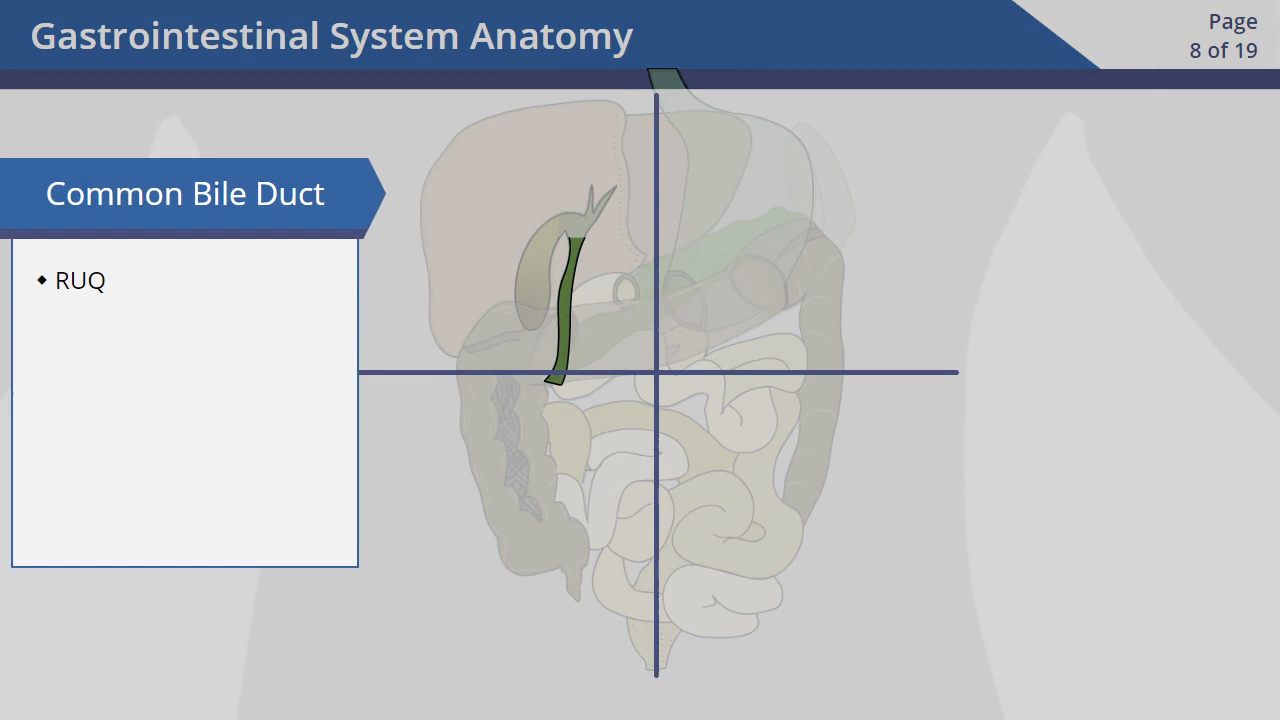 Gastrointestinal System Anatomy
Page
8 of 19
Common Bile Duct
◆ RUQ